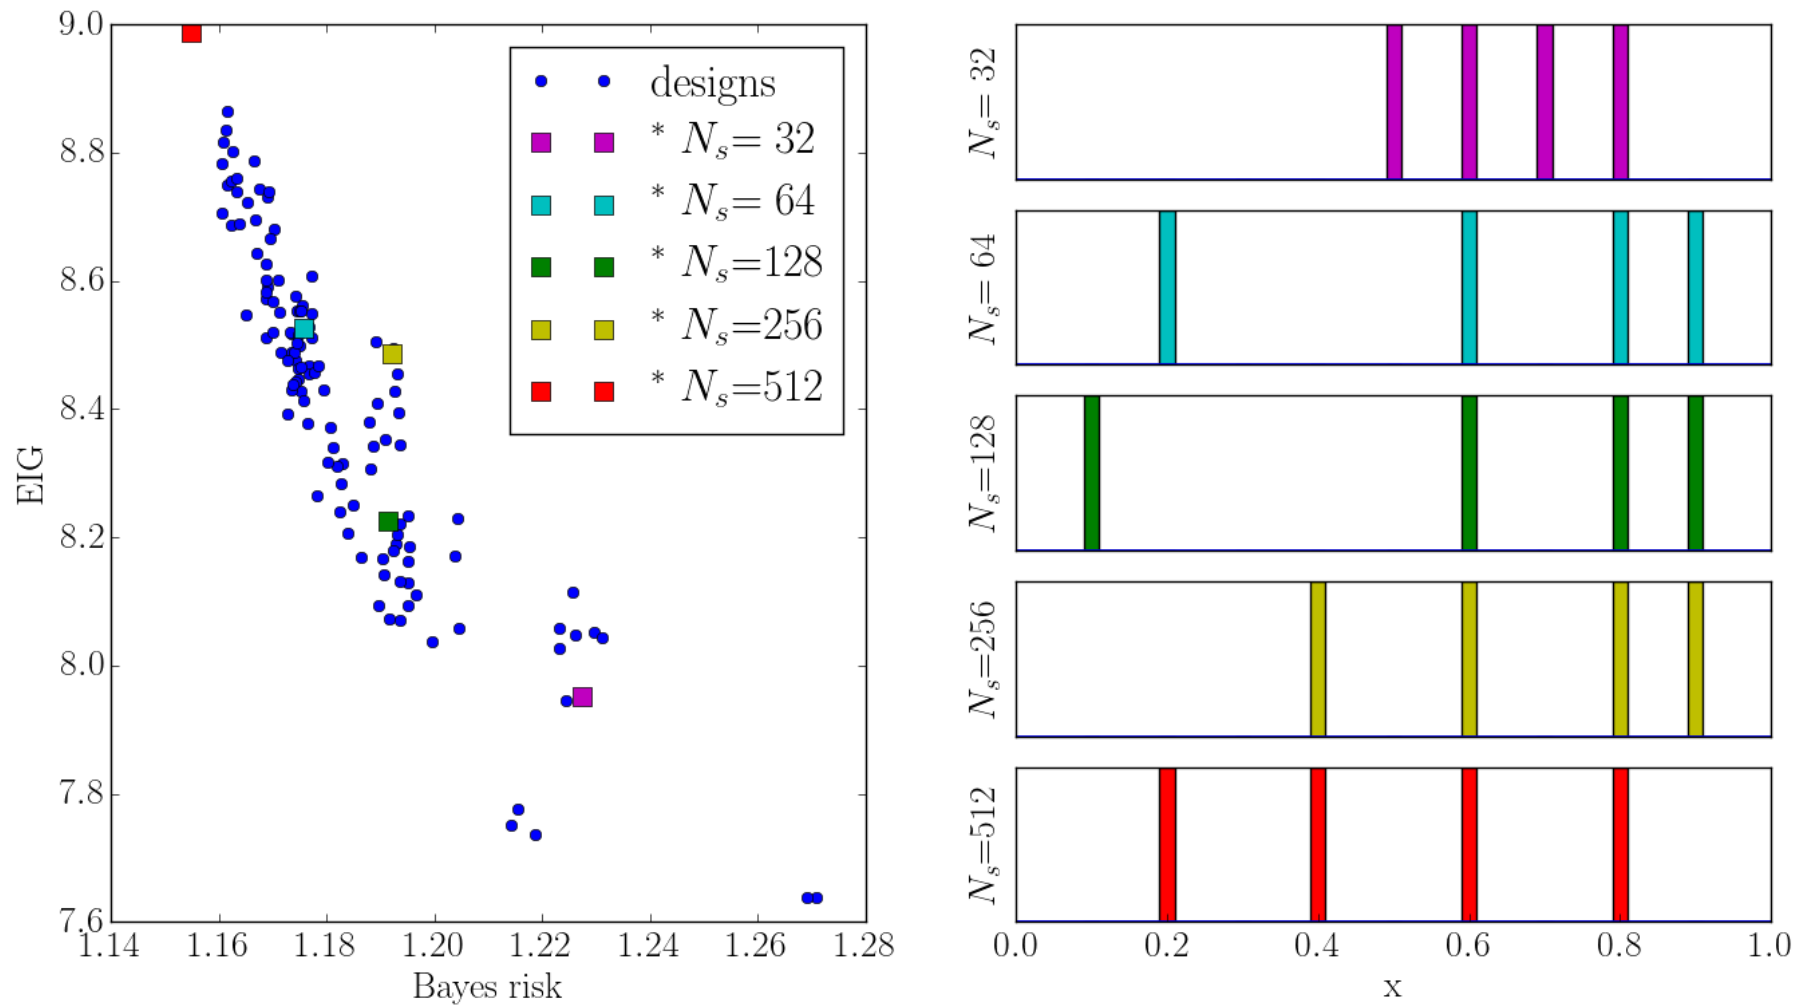 9.0
8.8
8.6
8.4
8.2
8.0
7.8
7.6
EIG
1.14 1.16 1.18 1.20 1.22 1.24 1.26 1.28
Bayes risk
designs
* N_s= 32
* N_s= 64
* N_s=128
* N_s=256
* N_s=512
N_s= 32
N_s= 64
N_s=128
N_s=256
N_s=512
0.0 0.2 0.4 0.6 0.8 1.0
x